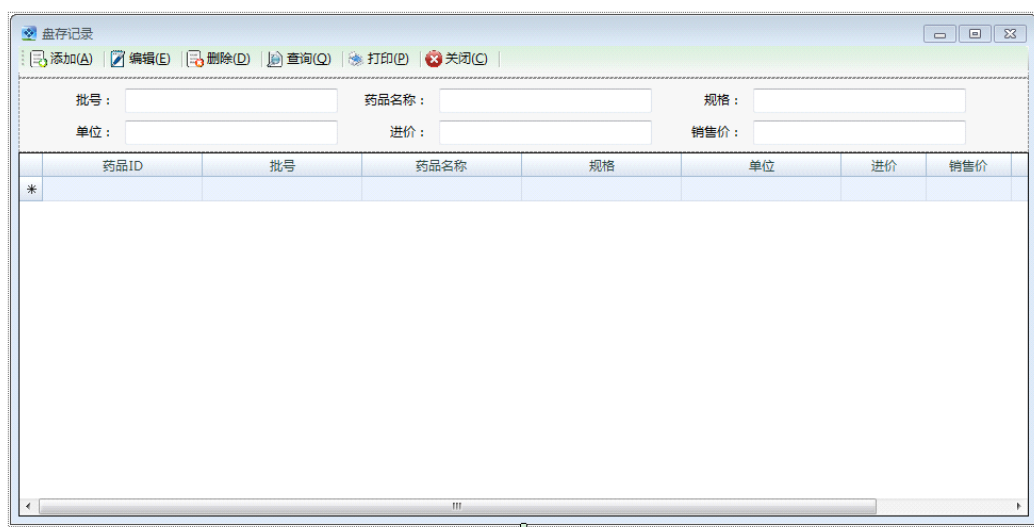 盘存记录
添加(A) 编辑(E) 删除(D) 查询(Q) 打印(P) 关闭(C)
批号： 药品名称： 规格：
单位： 进价： 销售价：
药品ID 批号 药品名称 规格 单位 进价 销售价